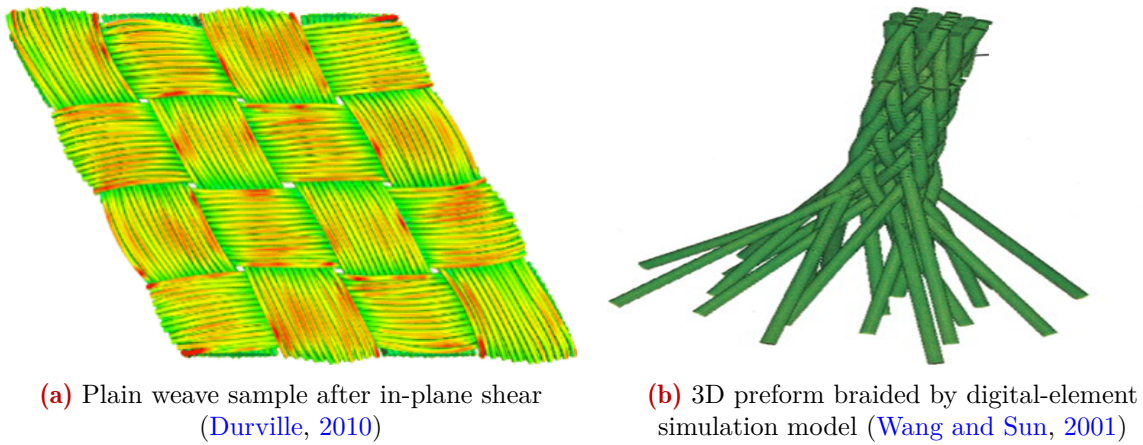 (a) Plain weave sample after in-plane shear
(Durville, 2010)
(b) 3D preform braided by digital-element
simulation model (Wang and Sun, 2001)